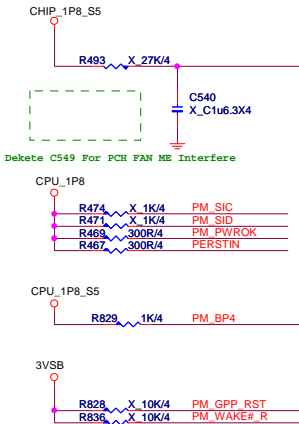 CHIP_1P8_S5
R493 X_27K/4
C540
X_C1u6.3X4
Dekete C549 For PCH FAN ME Interfere
CPU_1P8
R474 X_1K/4 PM_SIC
R471 X_1K/4 PM_SID
R469 300R/4 PM_PWROK
R467 300R/4 PERSTIN
CPU_1P8_S5
R829 1K/4 PM_BP4
3VSB
R828 X_10K/4 PM_GPP_RST
R836 X_10K/4 PM_WAKE#_R